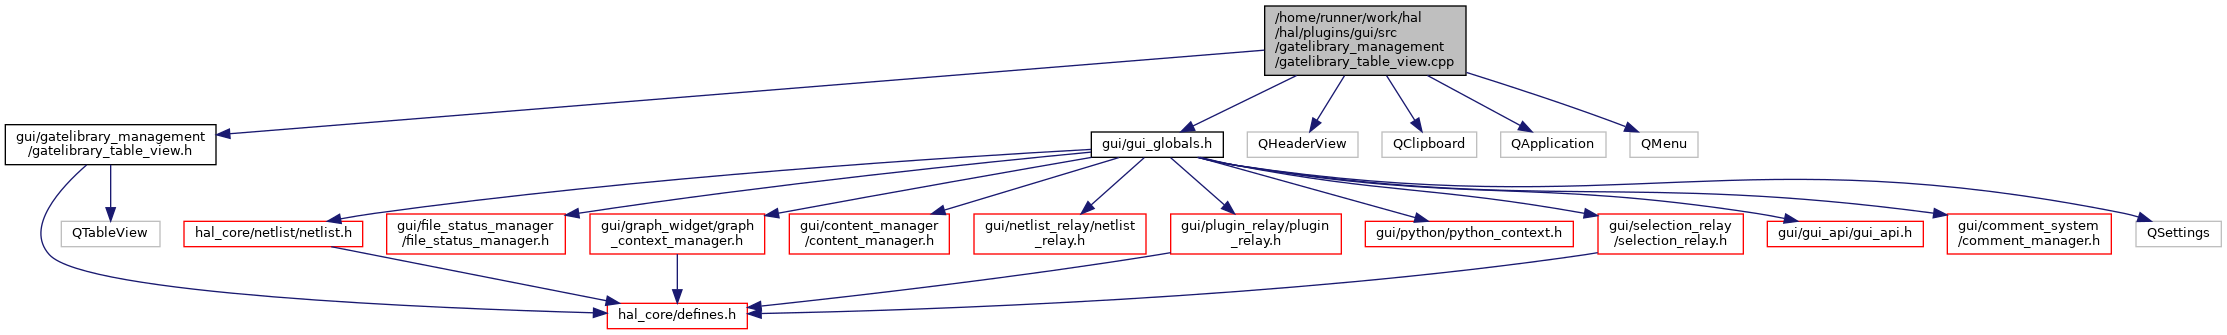 /home/runner/work/hal
/hal/plugins/gui/src
/gatelibrary_management
/gatelibrary_table_view.cpp
gui/gatelibrary_management
/gatelibrary_table_view.h
gui/gui_globals.h
QHeaderView
QClipboard
QApplication
QMenu
QTableView
hal_core/netlist/netlist.h
gui/file_status_manager
/file_status_manager.h
gui/graph_widget/graph
_context_manager.h
gui/content_manager
/content_manager.h
gui/netlist_relay/netlist
_relay.h
gui/plugin_relay/plugin
_relay.h
gui/python/python_context.h
gui/selection_relay
/selection_relay.h
gui/gui_api/gui_api.h
gui/comment_system
/comment_manager.h
QSettings
hal_core/defines.h